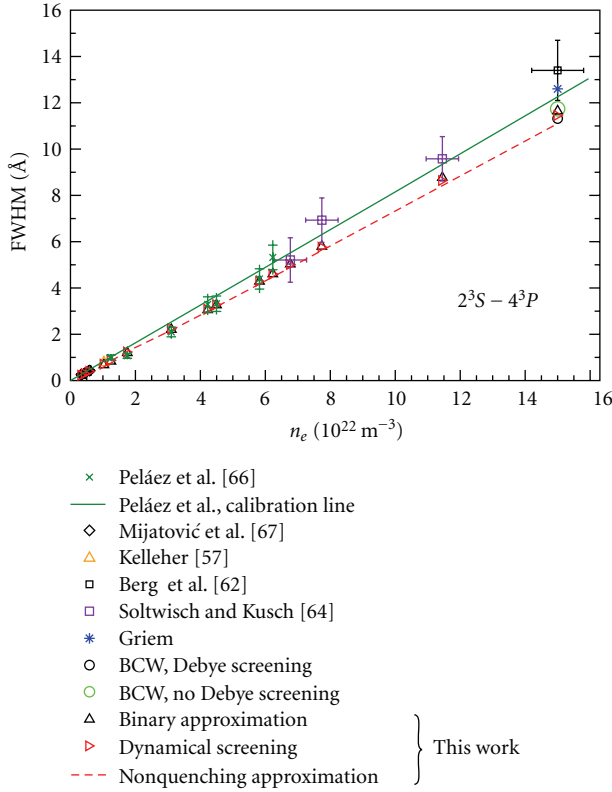 16
14
12
10
8
6
4
2
0
FWHM (Å)
2³S − 4³P
0 2 4 6 8 10 12 14 16
nₑ (10²² m⁻³)
Peláez et al. [66]
Peláez et al., calibration line
Mijatović et al. [67]
Kelleher [57]
Berg et al. [62]
Soltwisch and Kusch [64]
Griem
BCW, Debye screening
BCW, no Debye screening
Binary approximation
Dynamical screening
Nonquenching approximation
This work